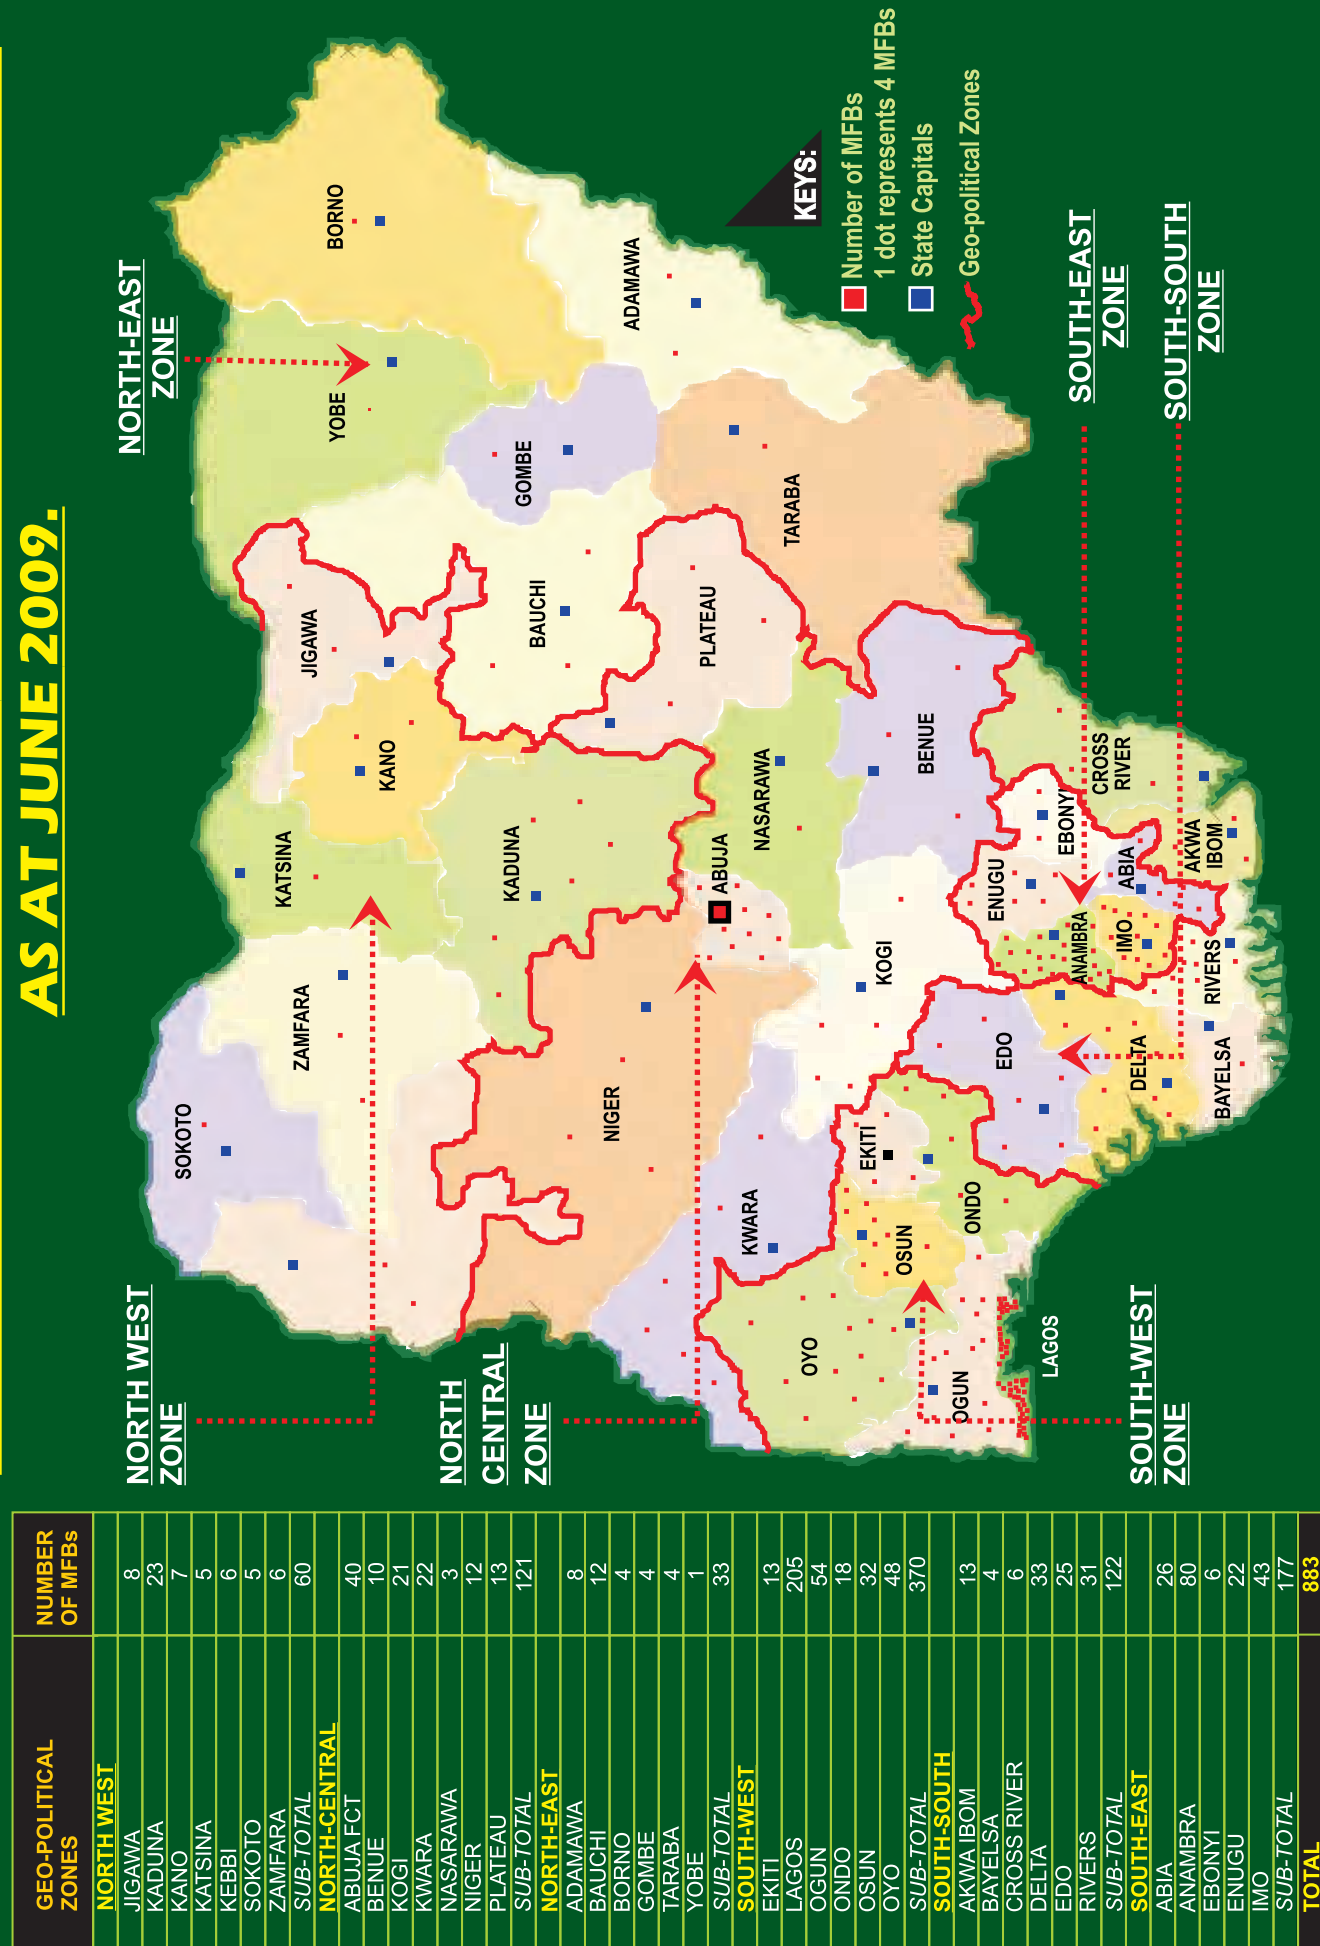 AS AT JUNE 2009.
GEO-POLITICAL ZONES NUMBER OF MFBs
NORTH WEST
JIGAWA 8
KADUNA 23
KANO 7
KATSINA 5
KEBBI 6
SOKOTO 5
ZAMFARA 6
SUB-TOTAL 60
NORTH-CENTRAL
ABUJA FCT 40
BENUE 10
KOGI 21
KWARA 22
NASARAWA 3
NIGER 12
PLATEAU 13
SUB-TOTAL 121
NORTH-EAST
ADAMAWA 8
BAUCHI 12
BORNO 4
GOMBE 4
TARABA 4
YOBE 1
SUB-TOTAL 33
SOUTH-WEST
EKITI 13
LAGOS 205
OGUN 54
ONDO 18
OSUN 32
OYO 48
SUB-TOTAL 370
SOUTH-SOUTH
AKWA IBOM 13
BAYELSA 4
CROSS RIVER 6
DELTA 33
EDO 25
RIVERS 31
SUB-TOTAL 122
SOUTH-EAST
ABIA 26
ANAMBRA 80
EBONYI 6
ENUGU 22
IMO 43
SUB-TOTAL 177
TOTAL 883
NORTH WEST
ZONE
NORTH
CENTRAL
ZONE
NORTH-EAST
ZONE
SOUTH-WEST
ZONE
SOUTH-EAST
ZONE
SOUTH-SOUTH
ZONE
SOKOTO
ZAMFARA
KATSINA
KANO
JIGAWA
YOBE
BORNO
KADUNA
BAUCHI
GOMBE
ADAMAWA
NIGER
ABUJA
PLATEAU
NASARAWA
TARABA
KWARA
KOGI
BENUE
OYO
OSUN
EKITI
ONDO
OGUN
LAGOS
EDO
DELTA
BAYELSA
RIVERS
ANAMBRA
ENUGU
EBONYI
IMO
ABIA
AKWA
IBOM
CROSS
RIVER
KEYS:
Number of MFBs
1 dot represents 4 MFBs
State Capitals
Geo-political Zones